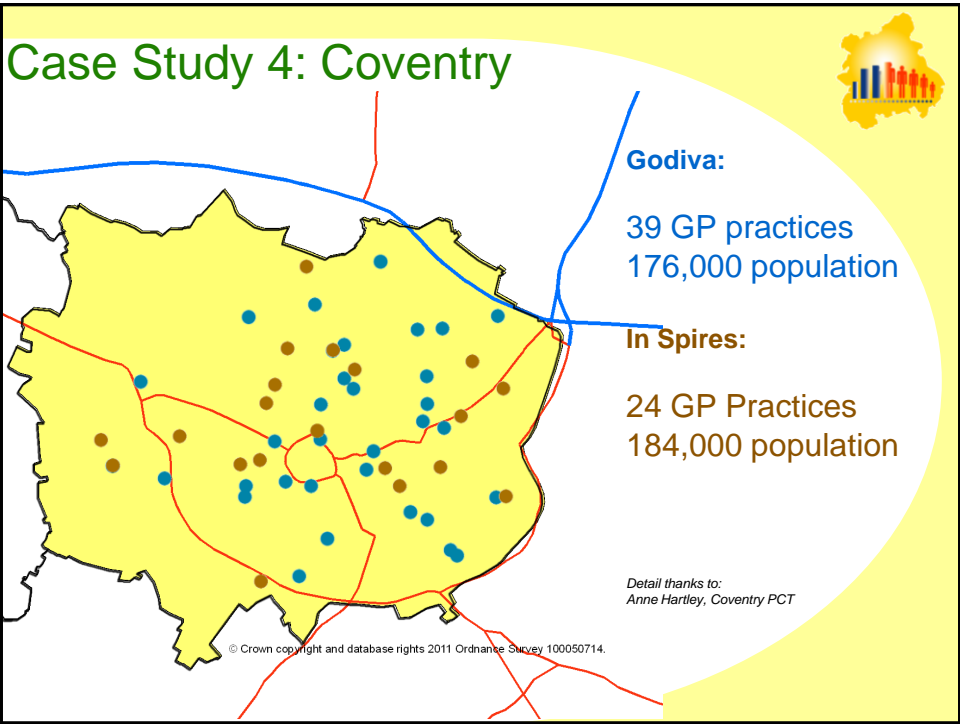 Case Study 4: Coventry
Godiva:
39 GP practices
176,000 population
In Spires:
24 GP Practices
184,000 population
Detail thanks to:
Anne Hartley, Coventry PCT
© Crown copyright and database rights 2011 Ordnance Survey 100050714.